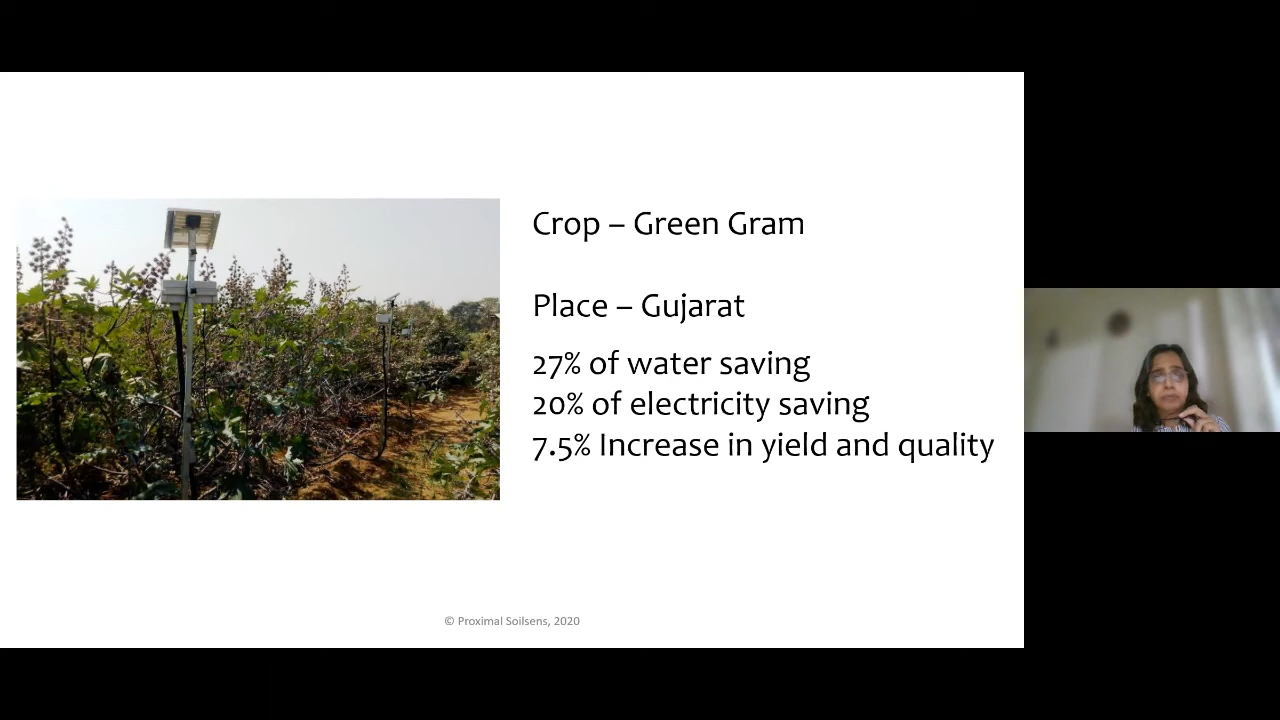 Crop – Green Gram
Place – Gujarat
27% of water saving
20% of electricity saving
7.5% Increase in yield and quality
© Proximal Soilsens, 2020